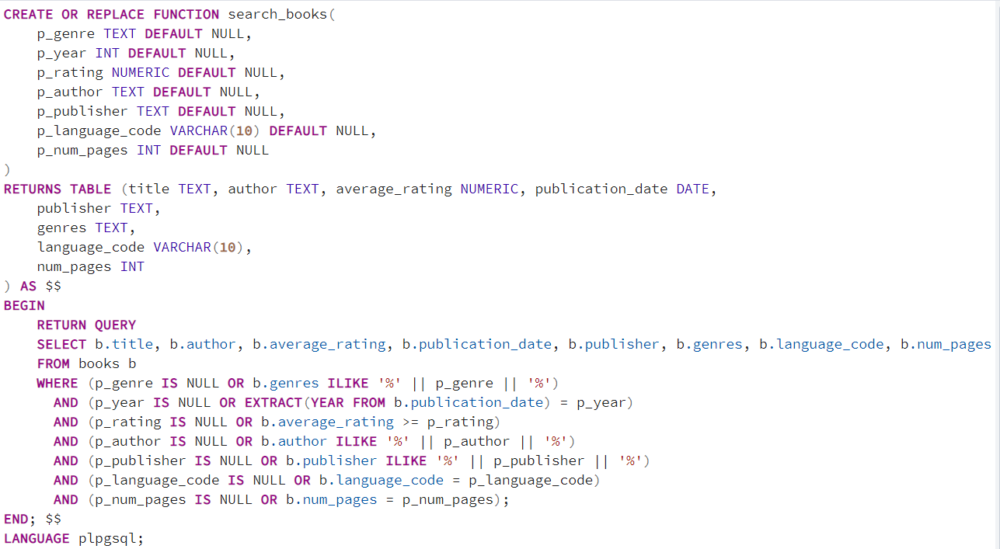 CREATE OR REPLACE FUNCTION search_books(
    p_genre TEXT DEFAULT NULL,
    p_year INT DEFAULT NULL,
    p_rating NUMERIC DEFAULT NULL,
    p_author TEXT DEFAULT NULL,
    p_publisher TEXT DEFAULT NULL,
    p_language_code VARCHAR(10) DEFAULT NULL,
    p_num_pages INT DEFAULT NULL
)
RETURNS TABLE (title TEXT, author TEXT, average_rating NUMERIC, publication_date DATE,
    publisher TEXT,
    genres TEXT,
    language_code VARCHAR(10),
    num_pages INT
) AS $$
BEGIN
    RETURN QUERY
    SELECT b.title, b.author, b.average_rating, b.publication_date, b.publisher, b.genres, b.language_code, b.num_pages
    FROM books b
    WHERE (p_genre IS NULL OR b.genres ILIKE '%' || p_genre || '%')
      AND (p_year IS NULL OR EXTRACT(YEAR FROM b.publication_date) = p_year)
      AND (p_rating IS NULL OR b.average_rating >= p_rating)
      AND (p_author IS NULL OR b.author ILIKE '%' || p_author || '%')
      AND (p_publisher IS NULL OR b.publisher ILIKE '%' || p_publisher || '%')
      AND (p_language_code IS NULL OR b.language_code = p_language_code)
      AND (p_num_pages IS NULL OR b.num_pages = p_num_pages);
END; $$
LANGUAGE plpgsql;